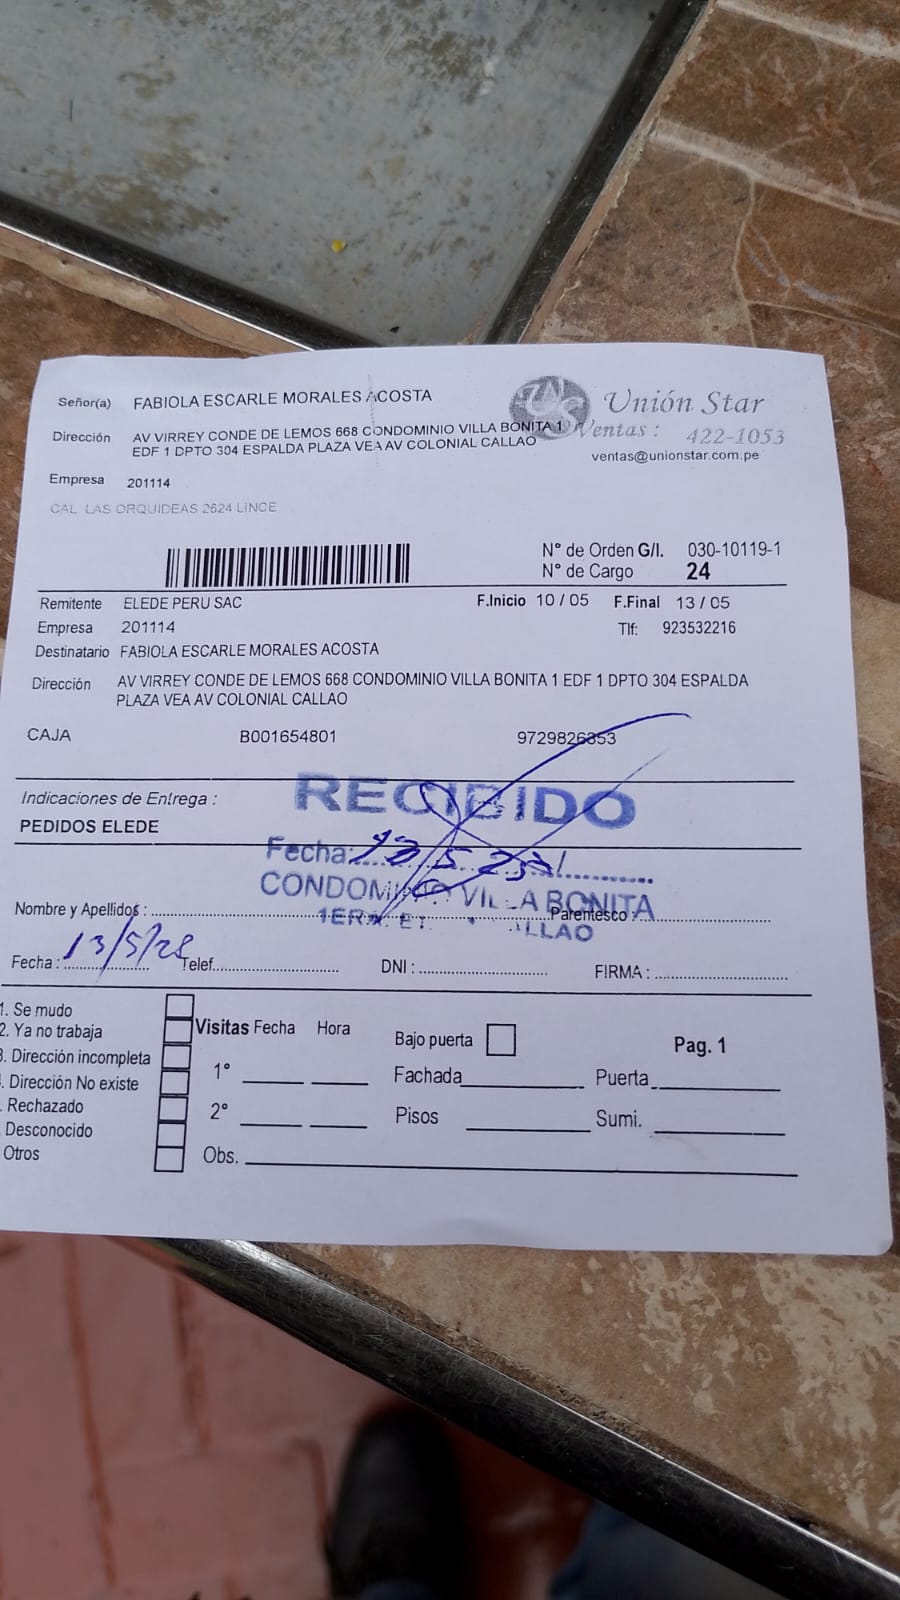 Señor(a) FABIOLA ESCARLE MORALES ACOSTA
Unión Star
Dirección AV VIRREY CONDE DE LEMOS 668 CONDOMINIO VILLA BONITA 1
EDF 1 DPTO 304 ESPALDA PLAZA VEA AV COLONIAL CALLAO
Ventas : 422-1053
ventas@unionstar.com.pe
Empresa 201114
CAL. LAS ORQUIDEAS 2624 LINCE
N° de Orden G/I. 030-10119-1
N° de Cargo 24
Remitente ELEDE PERU SAC F.Inicio 10 / 05 F.Final 13 / 05
Empresa 201114 Tlf: 923532216
Destinatario FABIOLA ESCARLE MORALES ACOSTA
Dirección AV VIRREY CONDE DE LEMOS 668 CONDOMINIO VILLA BONITA 1 EDF 1 DPTO 304 ESPALDA
PLAZA VEA AV COLONIAL CALLAO
CAJA B001654801 9729826353
Indicaciones de Entrega :
RECIBIDO
PEDIDOS ELEDE
Fecha:
CONDOMINIO VILLA BONITA
Nombre y Apellidos : Parentesco
1ERA. ET. CALLAO
Fecha : 13/5/28 Telef. DNI : FIRMA :
1. Se mudo
2. Ya no trabaja Visitas Fecha Hora Bajo puerta Pag. 1
3. Dirección incompleta 1° Fachada Puerta
. Dirección No existe
. Rechazado 2° Pisos Sumi.
Desconocido
Otros Obs.